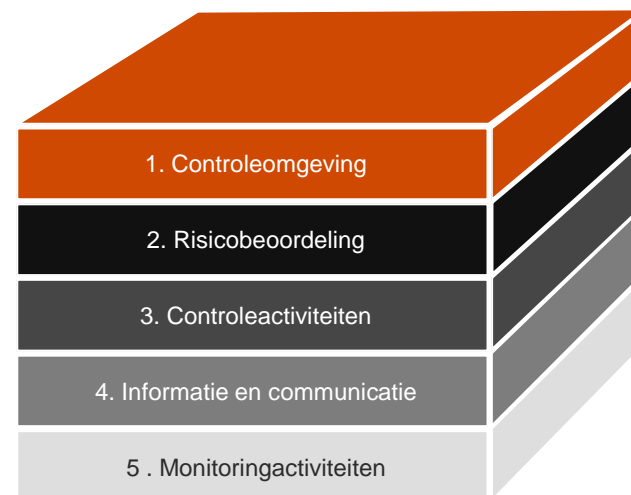 1. Controleomgeving
2. Risicobeoordeling
3. Controleactiviteiten
4. Informatie en communicatie
5 . Monitoringactiviteiten